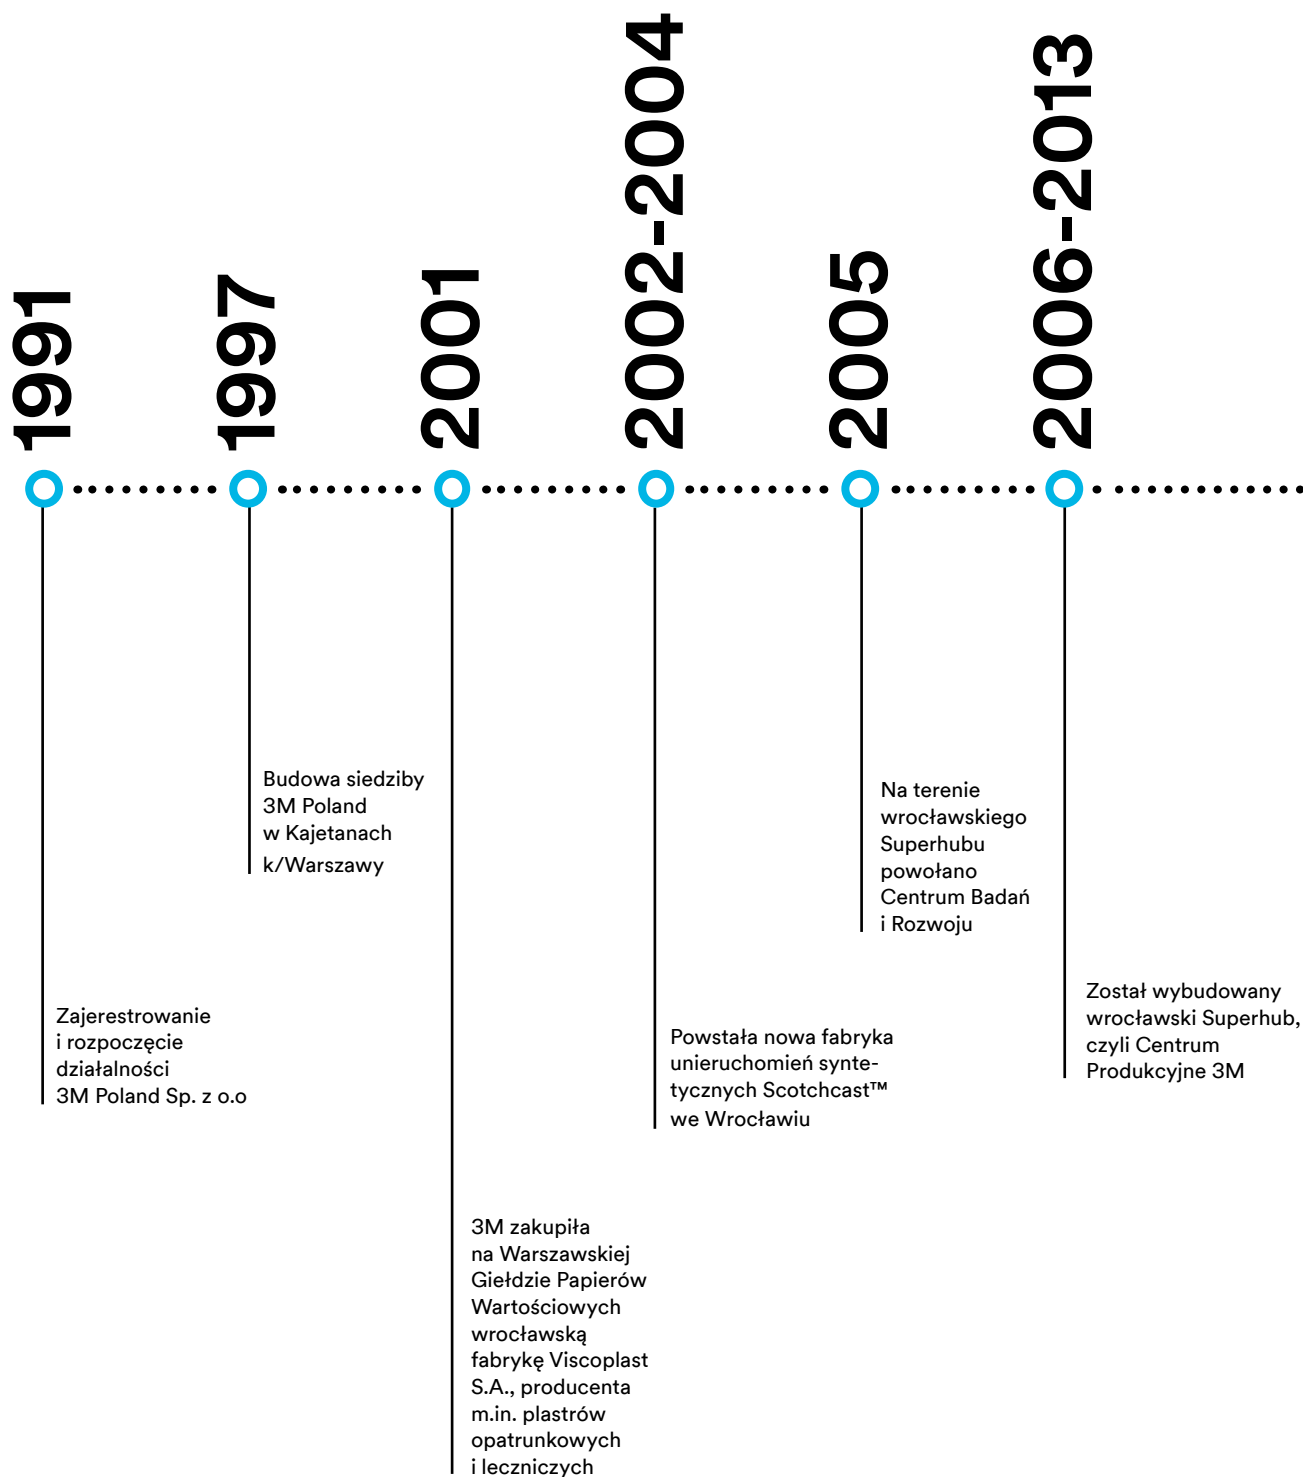 1991
Zajerestrowanie
i rozpoczęcie
działalności
3M Poland Sp. z o.o
1997
Budowa siedziby
3M Poland
w Kajetanach
k/Warszawy
2001
3M zakupiła
na Warszawskiej
Giełdzie Papierów
Wartościowych
wrocławską
fabrykę Viscoplast
S.A., producenta
m.in. plastrów
opatrunkowych
i leczniczych
2002-2004
Powstała nowa fabryka
unieruchomień synte-
tycznych Scotchcast™
we Wrocławiu
2005
Na terenie
wrocławskiego
Superhubu
powołano
Centrum Badań
i Rozwoju
2006-2013
Został wybudowany
wrocławski Superhub,
czyli Centrum
Produkcyjne 3M